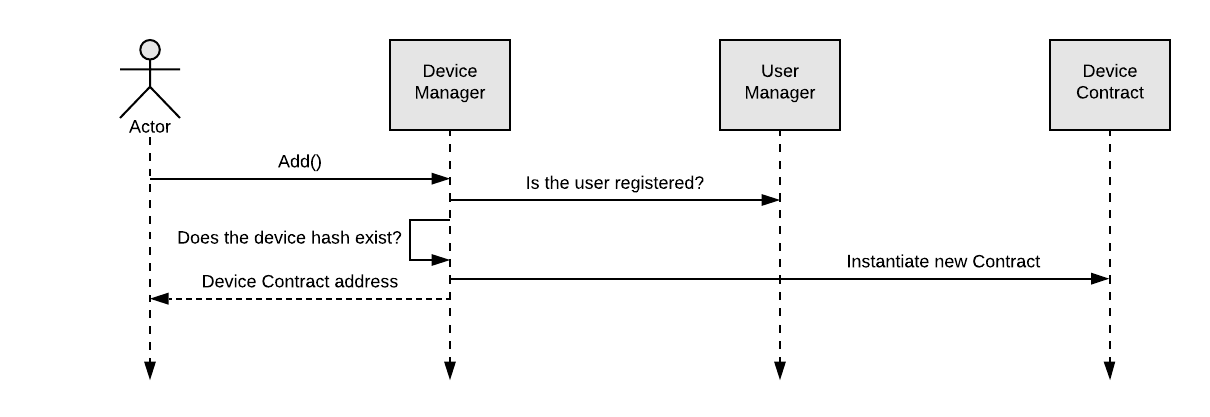 Device
Manager
User
Manager
Device
Contract
Actor
Add()
Is the user registered?
Does the device hash exist?
Instantiate new Contract
Device Contract address